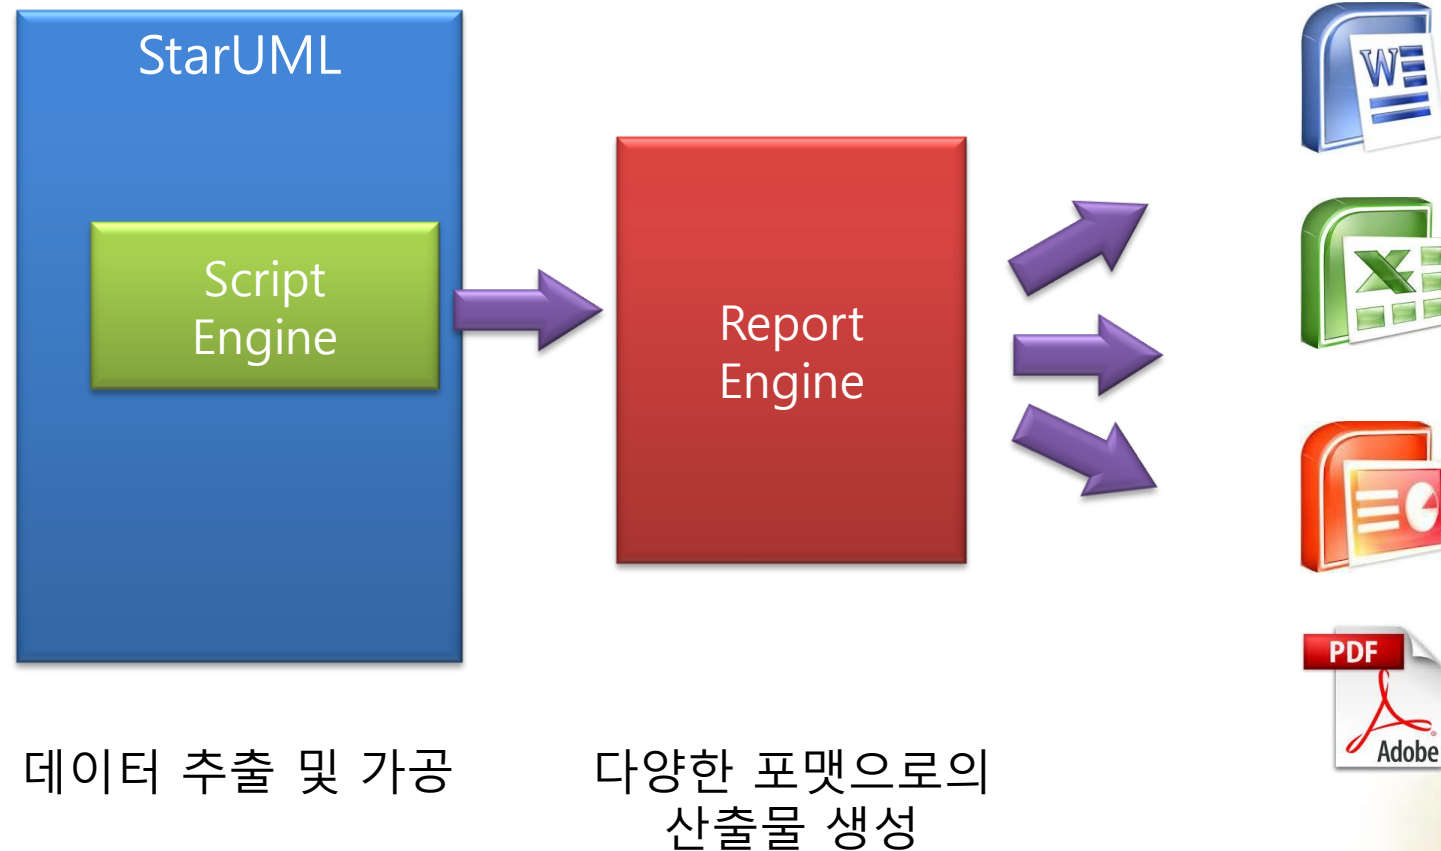 StarUML
Script
Engine
Report
Engine
W
X
PDF
Adobe
데이터 추출 및 가공
다양한 포맷으로의
산출물 생성